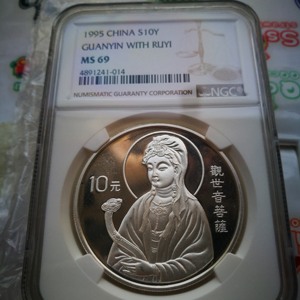 1995 CHINA S10Y
GUANYIN WITH RUYI
MS 69
4891241-014
NUMISMATIC GUARANTY CORPORATION
NGC
10元
觀世音菩薩